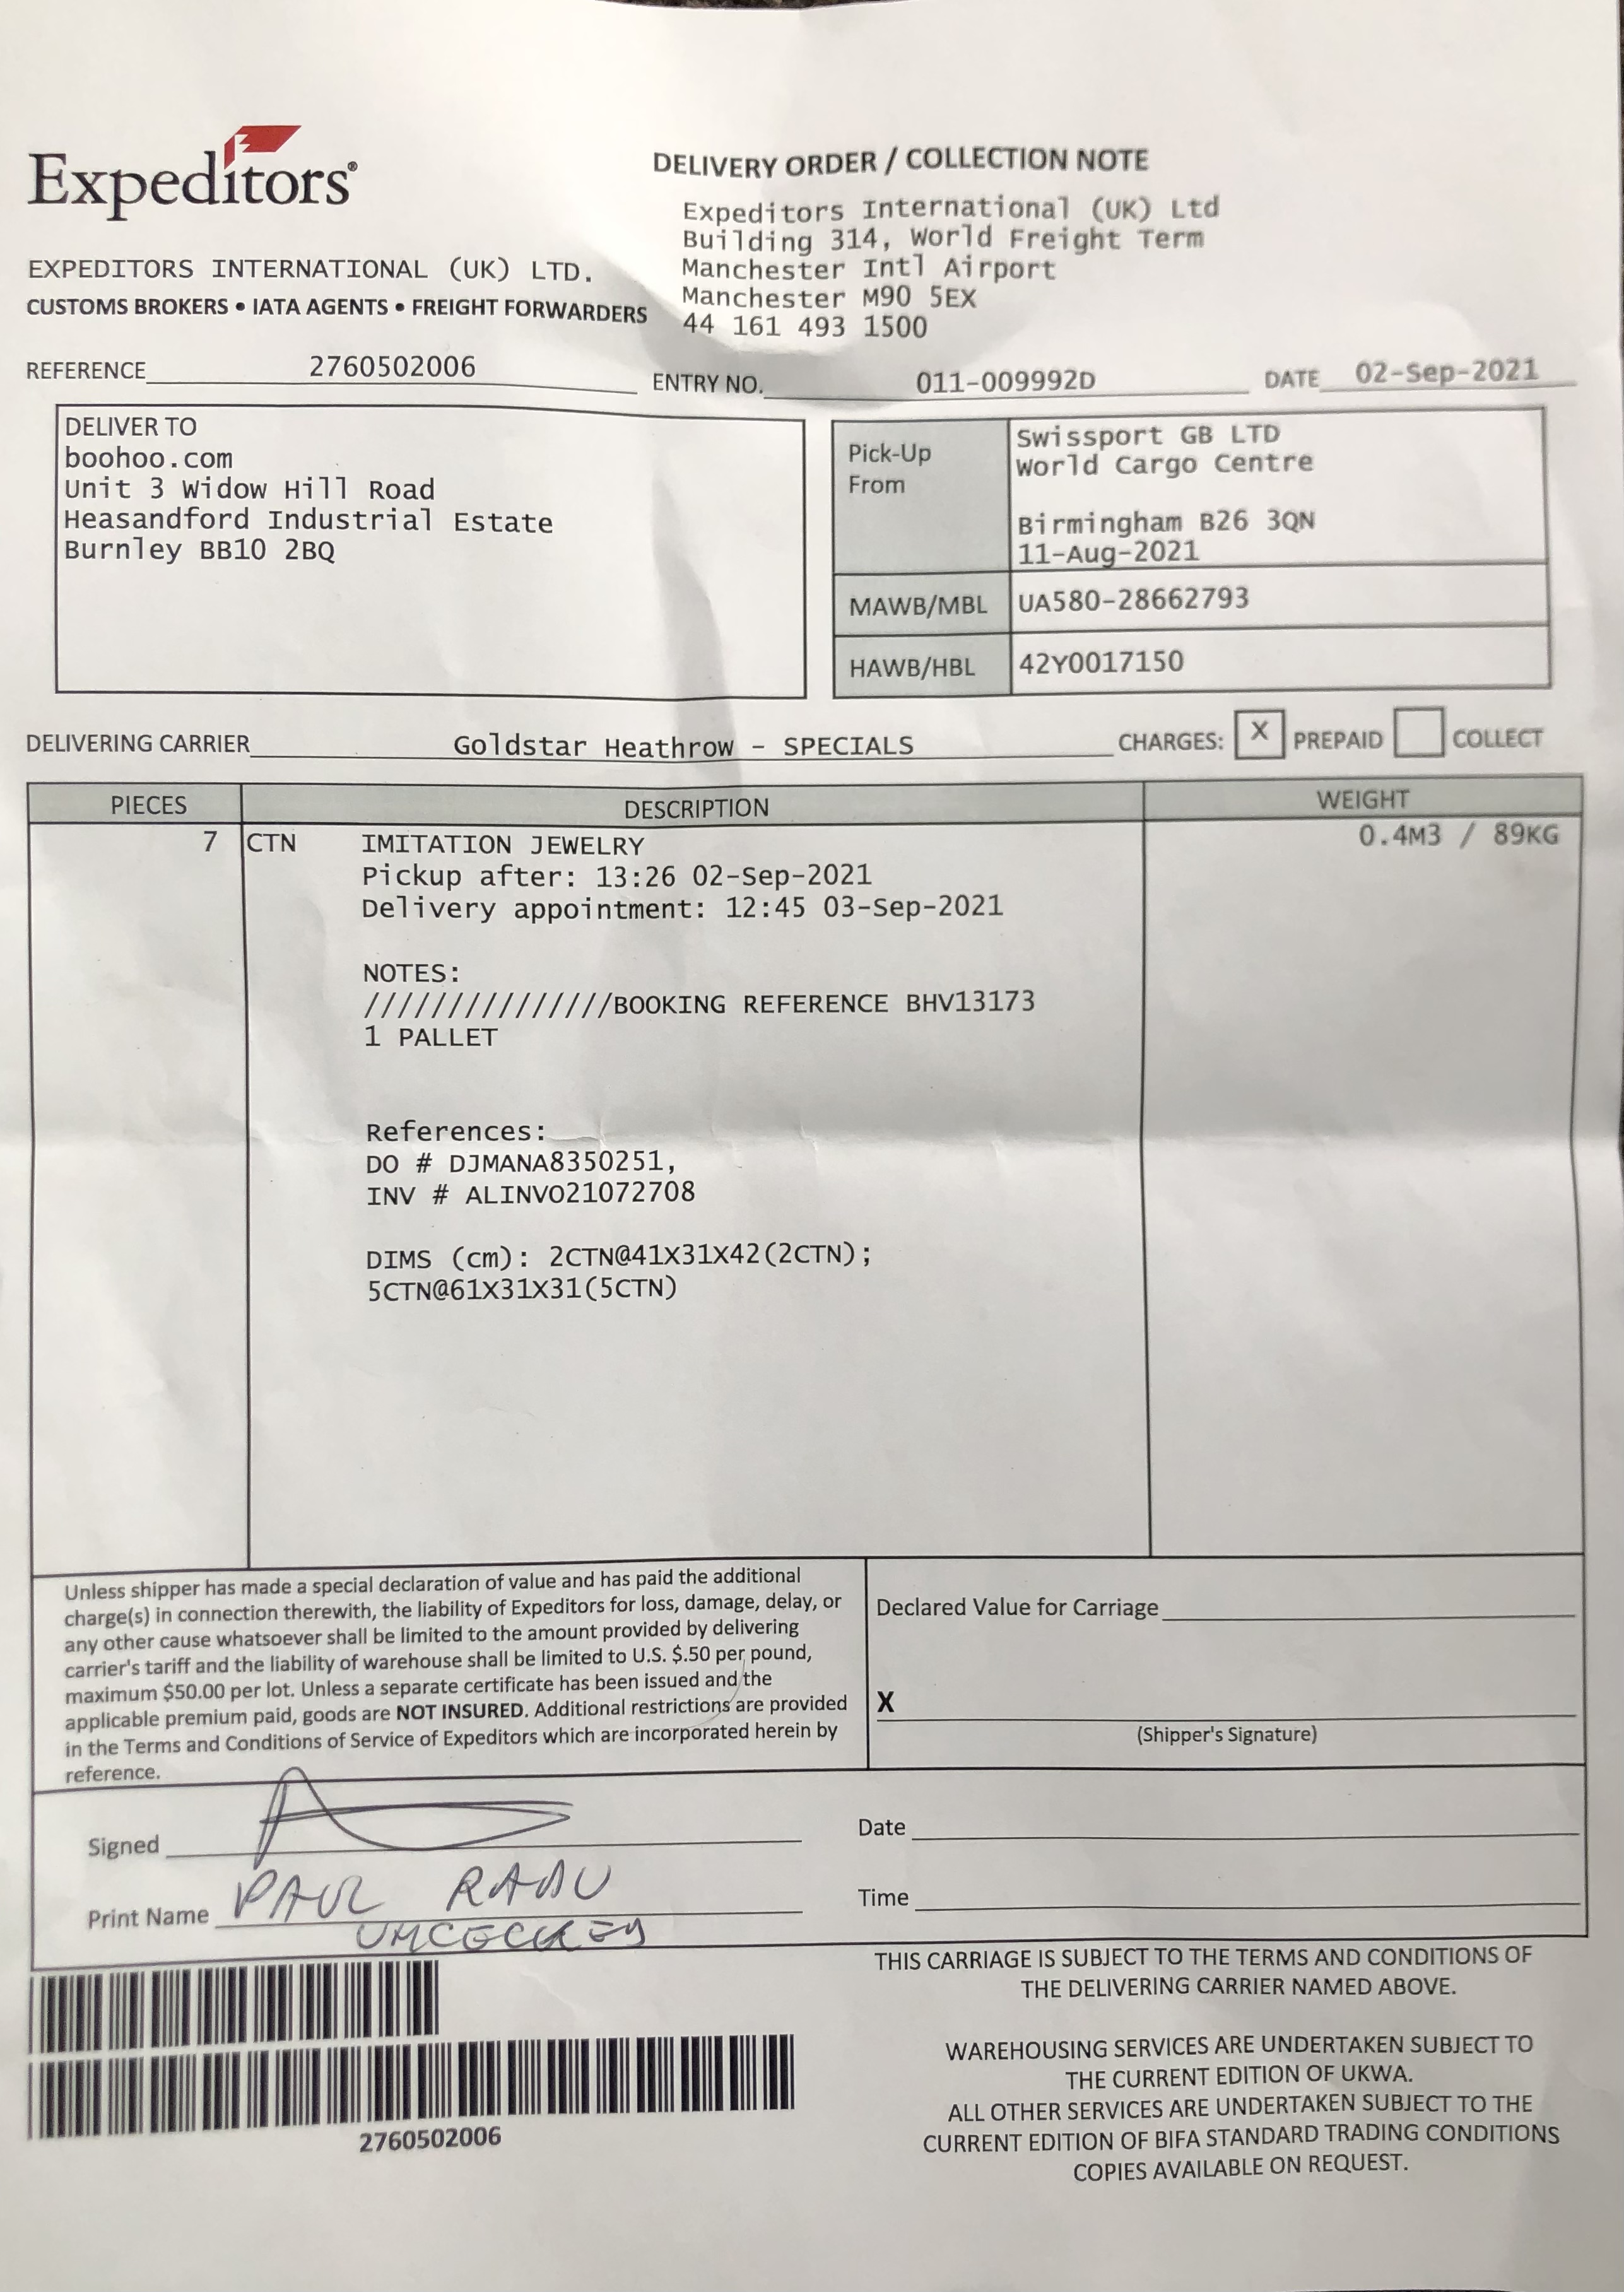 Expeditors®
EXPEDITORS INTERNATIONAL (UK) LTD.
CUSTOMS BROKERS • IATA AGENTS • FREIGHT FORWARDERS
DELIVERY ORDER / COLLECTION NOTE
Expeditors International (UK) Ltd
Building 314, World Freight Term
Manchester Intl Airport
Manchester M90 5EX
44 161 493 1500
REFERENCE 2760502006
ENTRY NO. 011-009992D
DATE 02-Sep-2021
DELIVER TO
boohoo.com
Unit 3 Widow Hill Road
Heasandford Industrial Estate
Burnley BB10 2BQ
Pick-Up From
Swissport GB LTD
World Cargo Centre
Birmingham B26 3QN
11-Aug-2021
MAWB/MBL UA580-28662793
HAWB/HBL 42Y0017150
DELIVERING CARRIER Goldstar Heathrow - SPECIALS
CHARGES: X PREPAID COLLECT
PIECES DESCRIPTION WEIGHT
7 CTN IMITATION JEWELRY 0.4M3 / 89KG
Pickup after: 13:26 02-Sep-2021
Delivery appointment: 12:45 03-Sep-2021
NOTES:
///////////////BOOKING REFERENCE BHV13173
1 PALLET
References:
DO # DJMANA8350251,
INV # ALINVO21072708
DIMS (cm): 2CTN@41X31X42(2CTN);
5CTN@61X31X31(5CTN)
Unless shipper has made a special declaration of value and has paid the additional
charge(s) in connection therewith, the liability of Expeditors for loss, damage, delay, or
any other cause whatsoever shall be limited to the amount provided by delivering
carrier's tariff and the liability of warehouse shall be limited to U.S. $.50 per pound,
maximum $50.00 per lot. Unless a separate certificate has been issued and the
applicable premium paid, goods are NOT INSURED. Additional restrictions are provided
in the Terms and Conditions of Service of Expeditors which are incorporated herein by
reference.
Declared Value for Carriage
X
(Shipper's Signature)
Signed
Date
Print Name PAUL RADU
Time
THIS CARRIAGE IS SUBJECT TO THE TERMS AND CONDITIONS OF
THE DELIVERING CARRIER NAMED ABOVE.
WAREHOUSING SERVICES ARE UNDERTAKEN SUBJECT TO
THE CURRENT EDITION OF UKWA.
ALL OTHER SERVICES ARE UNDERTAKEN SUBJECT TO THE
CURRENT EDITION OF BIFA STANDARD TRADING CONDITIONS
COPIES AVAILABLE ON REQUEST.
2760502006